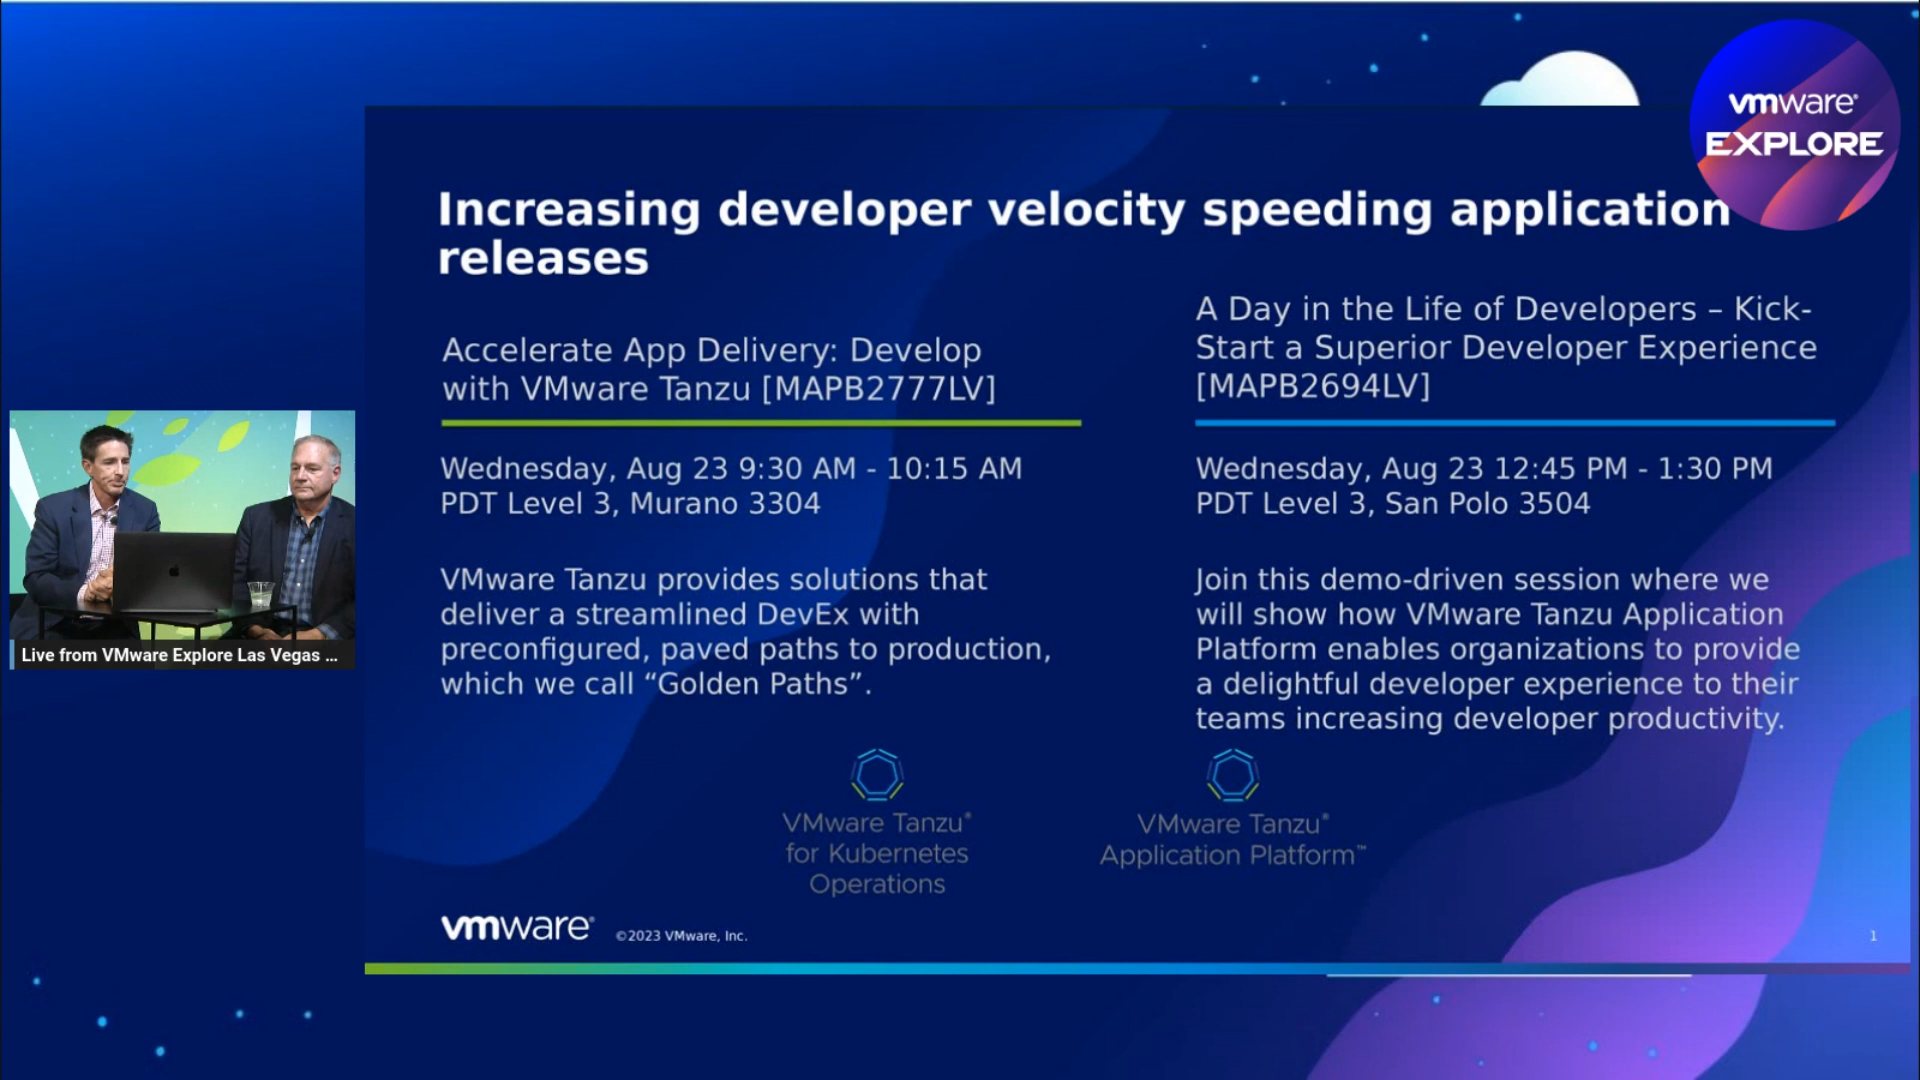 vmware®
EXPLORE
Increasing developer velocity speeding application
releases
Accelerate App Delivery: Develop
with VMware Tanzu [MAPB2777LV]
Wednesday, Aug 23 9:30 AM - 10:15 AM
PDT Level 3, Murano 3304
VMware Tanzu provides solutions that
deliver a streamlined DevEx with
preconfigured, paved paths to production,
which we call “Golden Paths”.
A Day in the Life of Developers – Kick-
Start a Superior Developer Experience
[MAPB2694LV]
Wednesday, Aug 23 12:45 PM - 1:30 PM
PDT Level 3, San Polo 3504
Join this demo-driven session where we
will show how VMware Tanzu Application
Platform enables organizations to provide
a delightful developer experience to their
teams increasing developer productivity.
Live from VMware Explore Las Vegas ...
VMware Tanzu®
for Kubernetes
Operations
VMware Tanzu®
Application Platform™
vmware®
©2023 VMware, Inc.
1